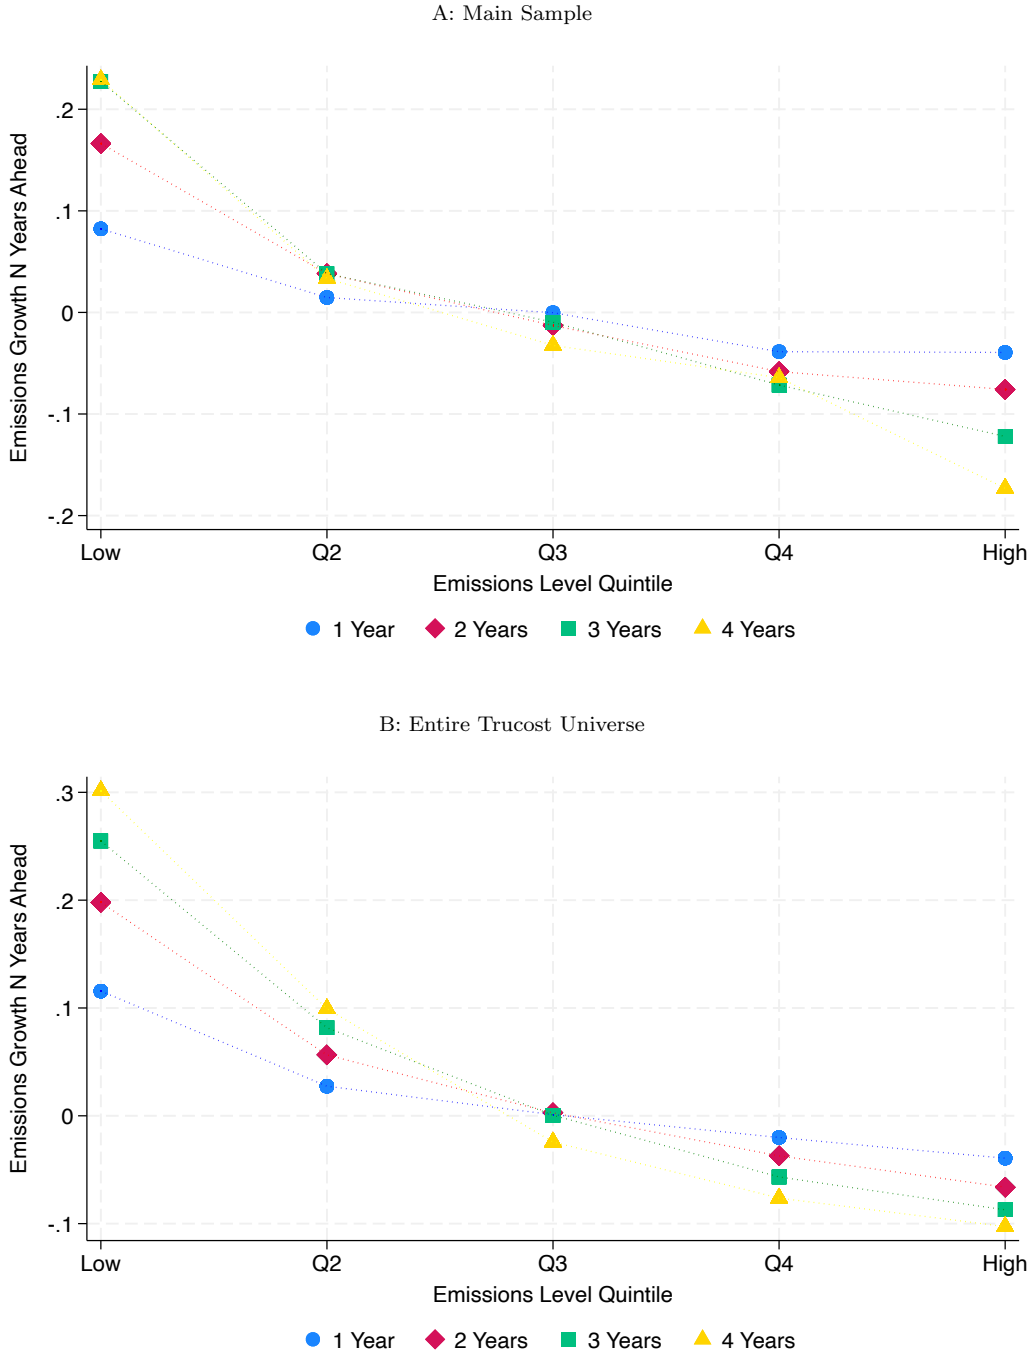 A: Main Sample
Emissions Growth N Years Ahead
.2
.1
0
-.1
-.2
Low Q2 Q3 Q4 High
Emissions Level Quintile
1 Year 2 Years 3 Years 4 Years
B: Entire Trucost Universe
Emissions Growth N Years Ahead
.3
.2
.1
0
-.1
Low Q2 Q3 Q4 High
Emissions Level Quintile
1 Year 2 Years 3 Years 4 Years